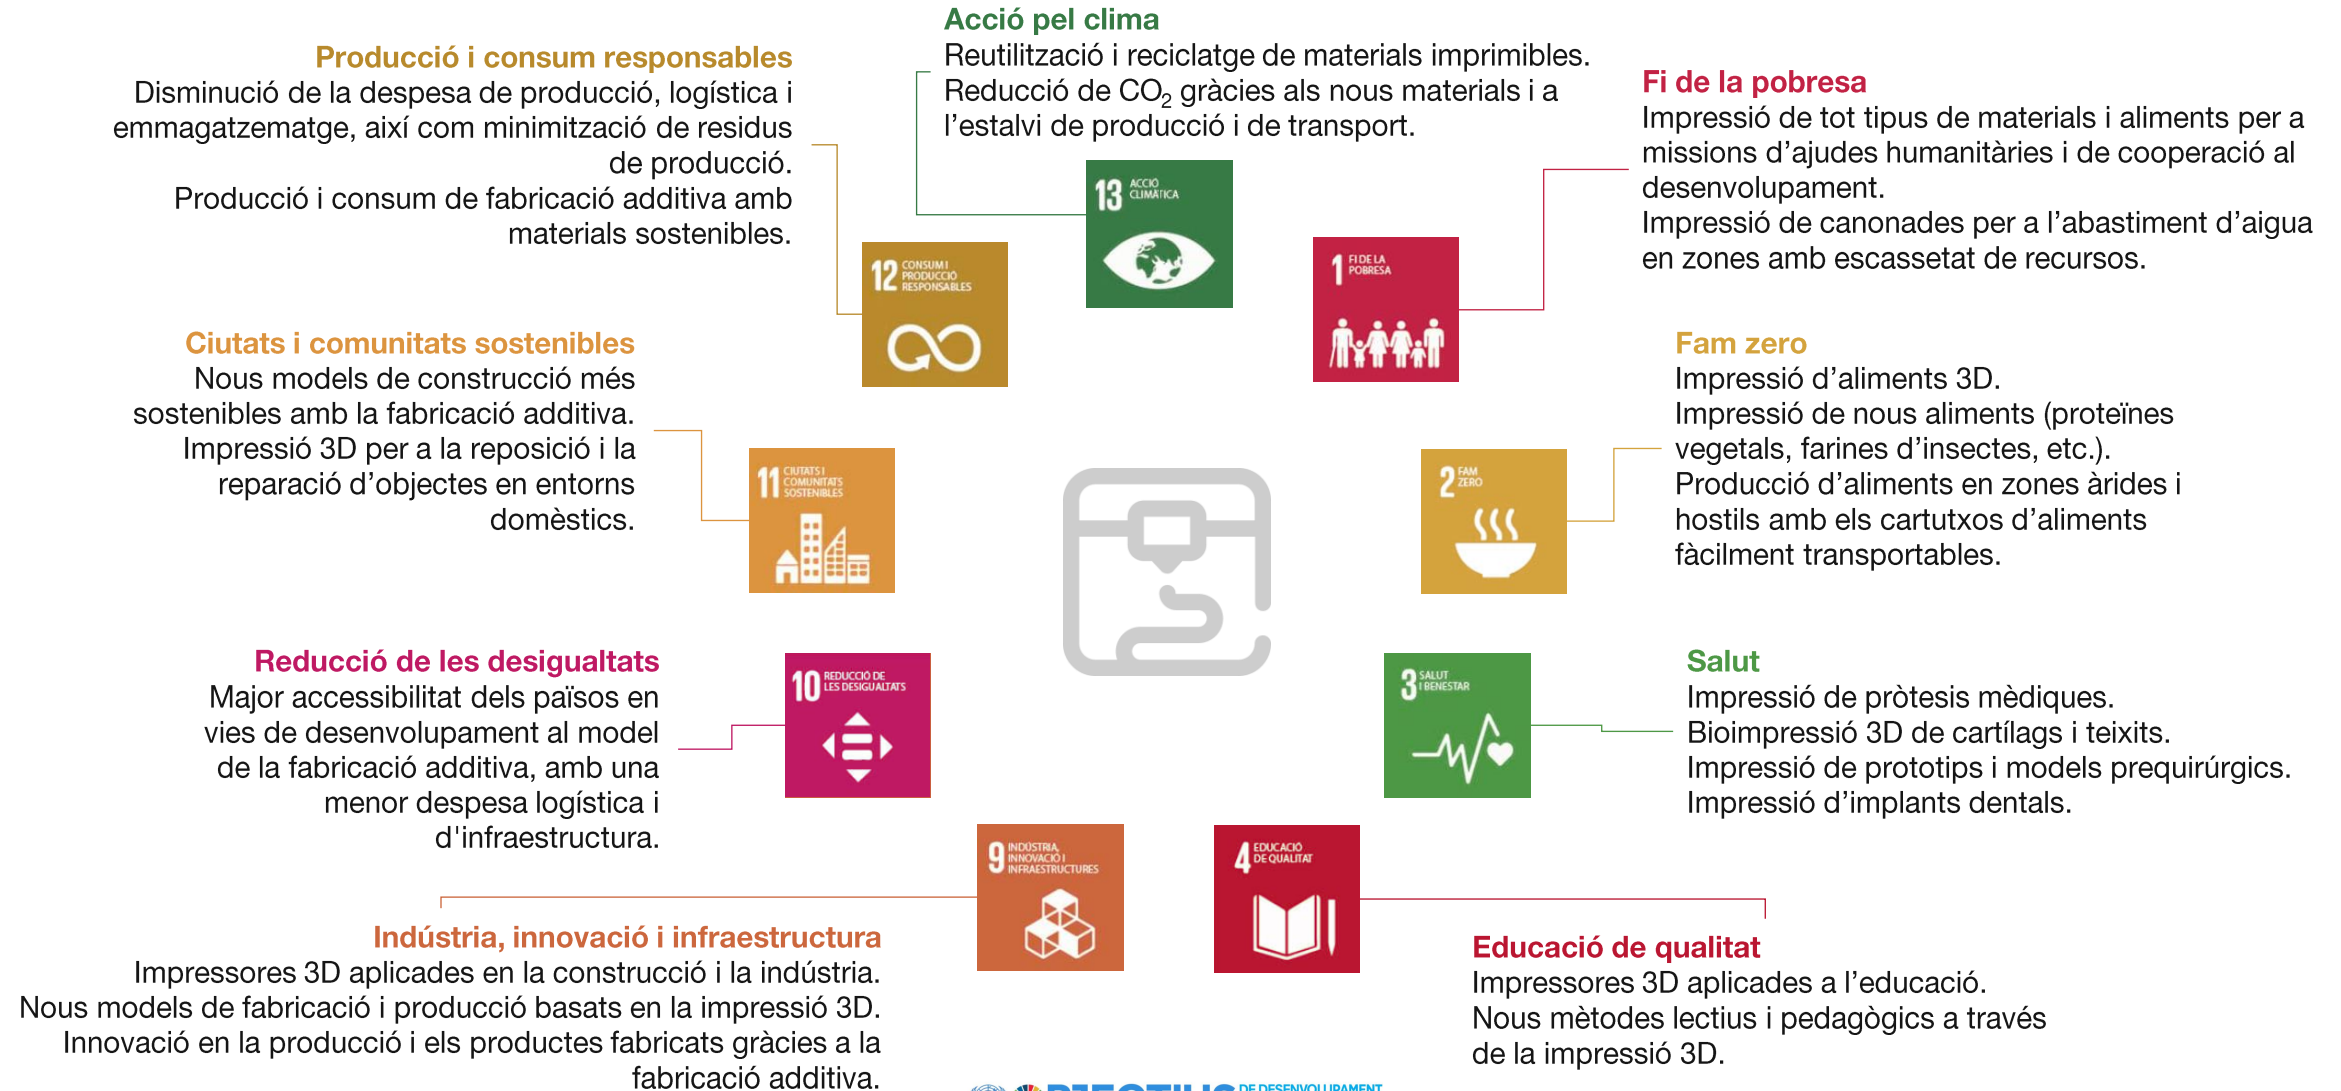 Acció pel clima
Reutilització i reciclatge de materials imprimibles.
Reducció de CO₂ gràcies als nous materials i a
l’estalvi de producció i de transport.
13 ACCIÓ
CLIMÀTICA
Fi de la pobresa
Impressió de tot tipus de materials i aliments per a
missions d’ajudes humanitàries i de cooperació al
desenvolupament.
Impressió de canonades per a l’abastiment d’aigua
en zones amb escassetat de recursos.
1 FI DE LA
POBRESA
Fam zero
Impressió d’aliments 3D.
Impressió de nous aliments (proteïnes
vegetals, farines d’insectes, etc.).
Producció d’aliments en zones àrides i
hostils amb els cartutxos d’aliments
fàcilment transportables.
2 FAM
ZERO
Salut
Impressió de pròtesis mèdiques.
Bioimpressió 3D de cartílags i teixits.
Impressió de prototips i models prequirúrgics.
Impressió d’implants dentals.
3 SALUT
I BENESTAR
Educació de qualitat
Impressores 3D aplicades a l’educació.
Nous mètodes lectius i pedagògics a través
de la impressió 3D.
4 EDUCACIÓ
DE QUALITAT
Indústria, innovació i infraestructura
Impressores 3D aplicades en la construcció i la indústria.
Nous models de fabricació i producció basats en la impressió 3D.
Innovació en la producció i els productes fabricats gràcies a la
fabricació additiva.
9 INDÚSTRIA,
INNOVACIÓ I
INFRAESTRUCTURES
Reducció de les desigualtats
Major accessibilitat dels països en
vies de desenvolupament al model
de la fabricació additiva, amb una
menor despesa logística i
d'infraestructura.
10 REDUCCIÓ DE
LES DESIGUALTATS
Ciutats i comunitats sostenibles
Nous models de construcció més
sostenibles amb la fabricació additiva.
Impressió 3D per a la reposició i la
reparació d’objectes en entorns
domèstics.
11 CIUTATS I
COMUNITATS
SOSTENIBLES
Producció i consum responsables
Disminució de la despesa de producció, logística i
emmagatzematge, així com minimització de residus
de producció.
Producció i consum de fabricació additiva amb
materials sostenibles.
12 CONSUM I
PRODUCCIÓ
RESPONSABLES
DE DESENVOLUPAMENT